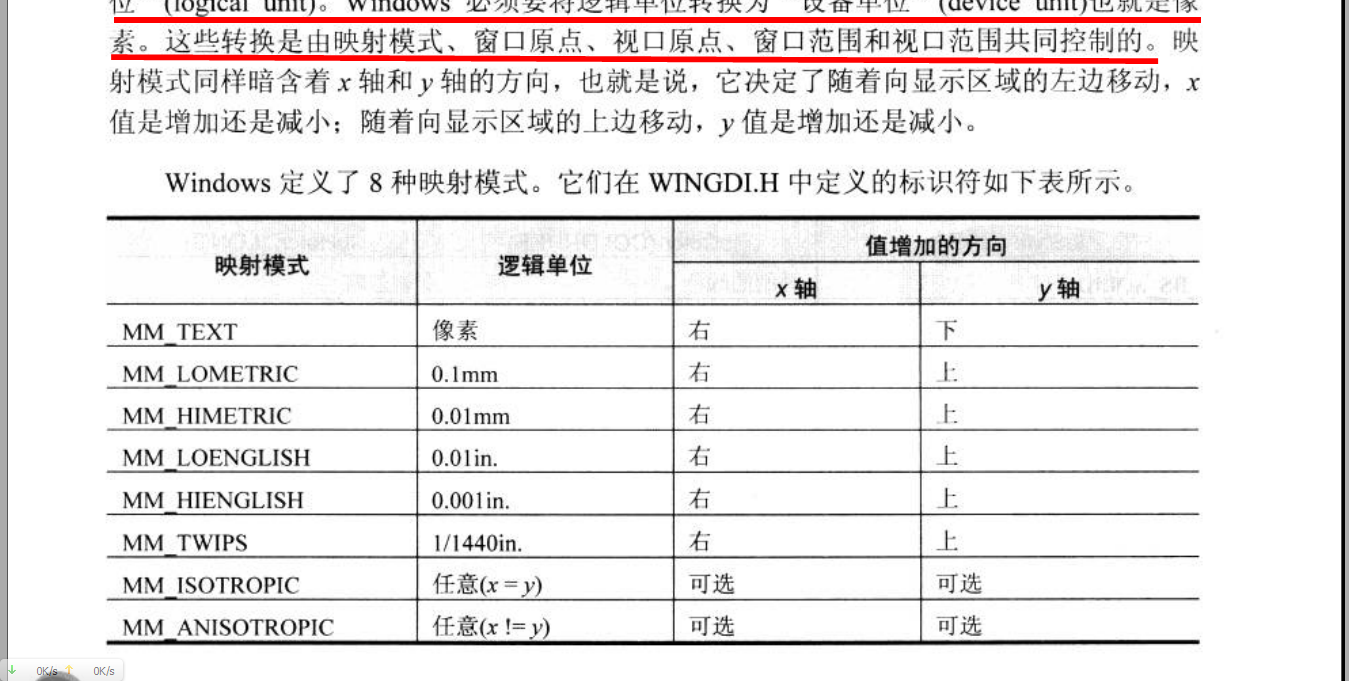 位" (logical unit)。Windows 必须要将逻辑单位转换为 "设备单位" (device unit)也就是像
素。这些转换是由映射模式、窗口原点、视口原点、窗口范围和视口范围共同控制的。映
射模式同样暗含着 x 轴和 y 轴的方向，也就是说，它决定了随着向显示区域的左边移动，x
值是增加还是减小；随着向显示区域的上边移动，y 值是增加还是减小。
Windows 定义了 8 种映射模式。它们在 WINGDI.H 中定义的标识符如下表所示。
映射模式 逻辑单位 值增加的方向
x 轴 y 轴
MM_TEXT 像素 右 下
MM_LOMETRIC 0.1mm 右 上
MM_HIMETRIC 0.01mm 右 上
MM_LOENGLISH 0.01in. 右 上
MM_HIENGLISH 0.001in. 右 上
MM_TWIPS 1/1440in. 右 上
MM_ISOTROPIC 任意(x = y) 可选 可选
MM_ANISOTROPIC 任意(x != y) 可选 可选
↓ 0K/s ↑ 0K/s